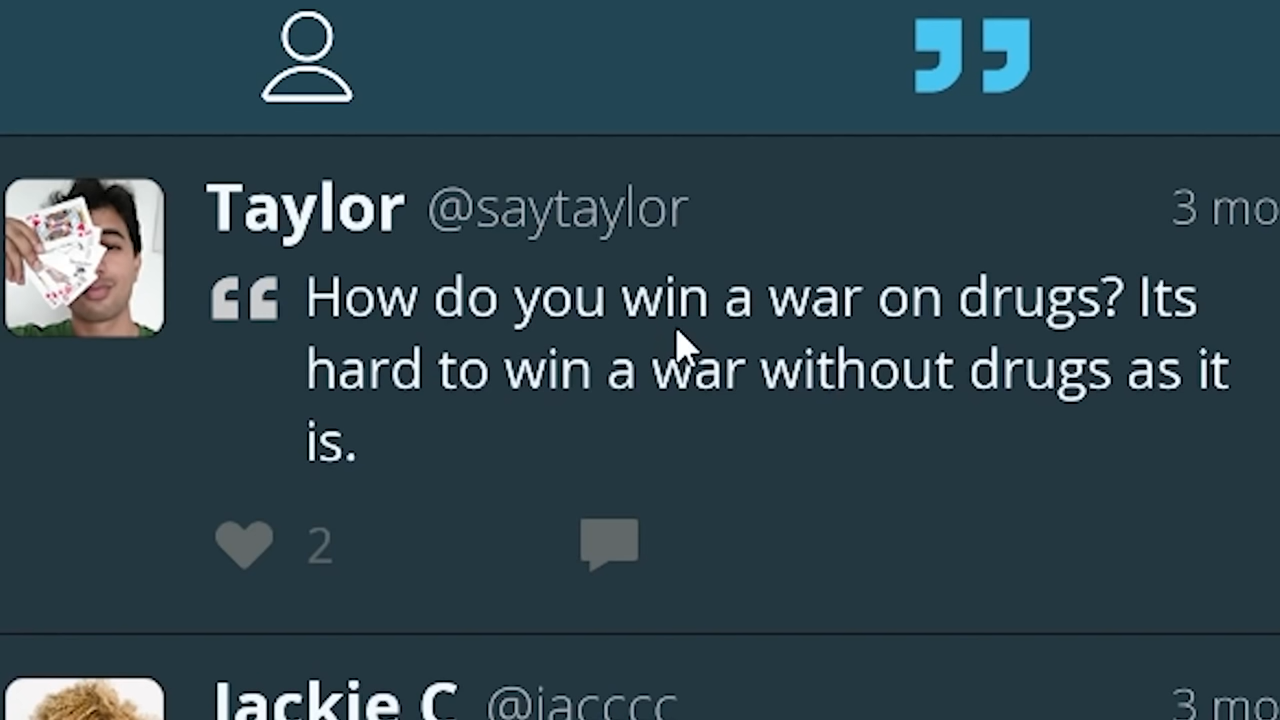 Taylor @saytaylor 3 mo
How do you win a war on drugs? Its
hard to win a war without drugs as it
is.
2
Jackie C @jacccc 3 mo